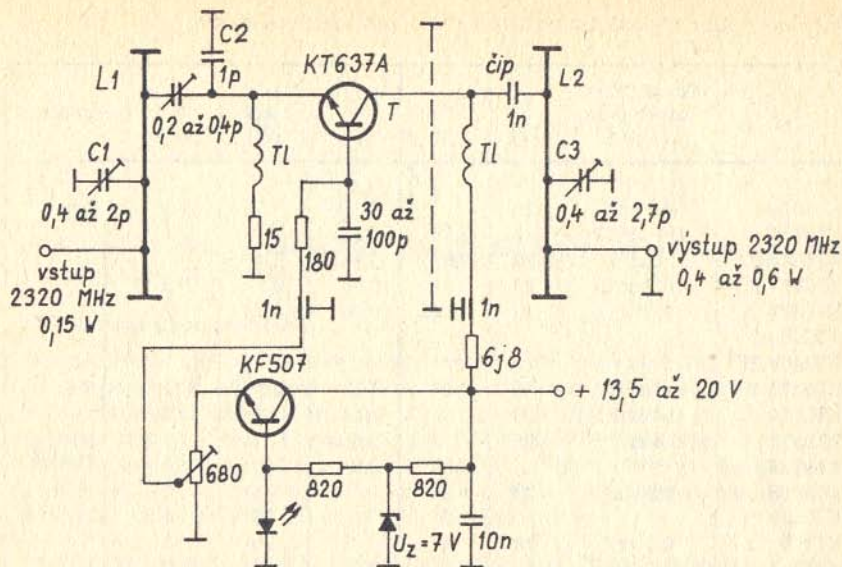 C2
1p
KT637A
čip
L1
L2
T
1n
0,2 až 0,4p
C1
Tl
Tl
C3
0,4 až 2p
30 až
100p
0,4 až 2,7p
15
180
vstup
2320 MHz
0,15 W
výstup 2320 MHz
0,4 až 0,6 W
1n
1n
6j8
KF507
+ 13,5 až 20 V
680
820
820
Uz = 7 V
10n